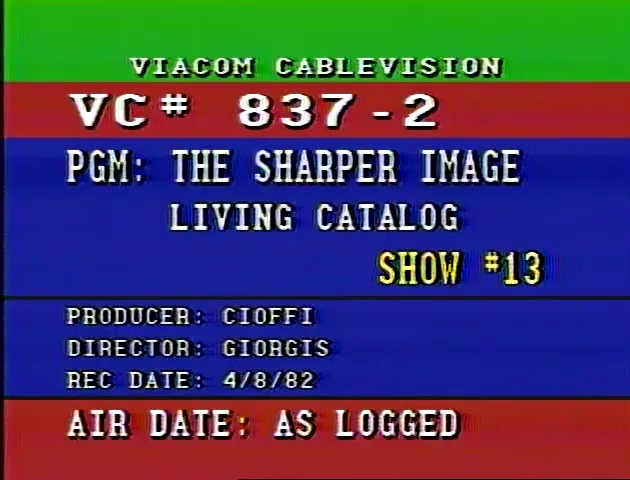 VIACOM CABLEVISION
VC# 837-2
PGM: THE SHARPER IMAGE
LIVING CATALOG
SHOW #13
PRODUCER: CIOFFI
DIRECTOR: GIORGIS
REC DATE: 4/8/82
AIR DATE: AS LOGGED